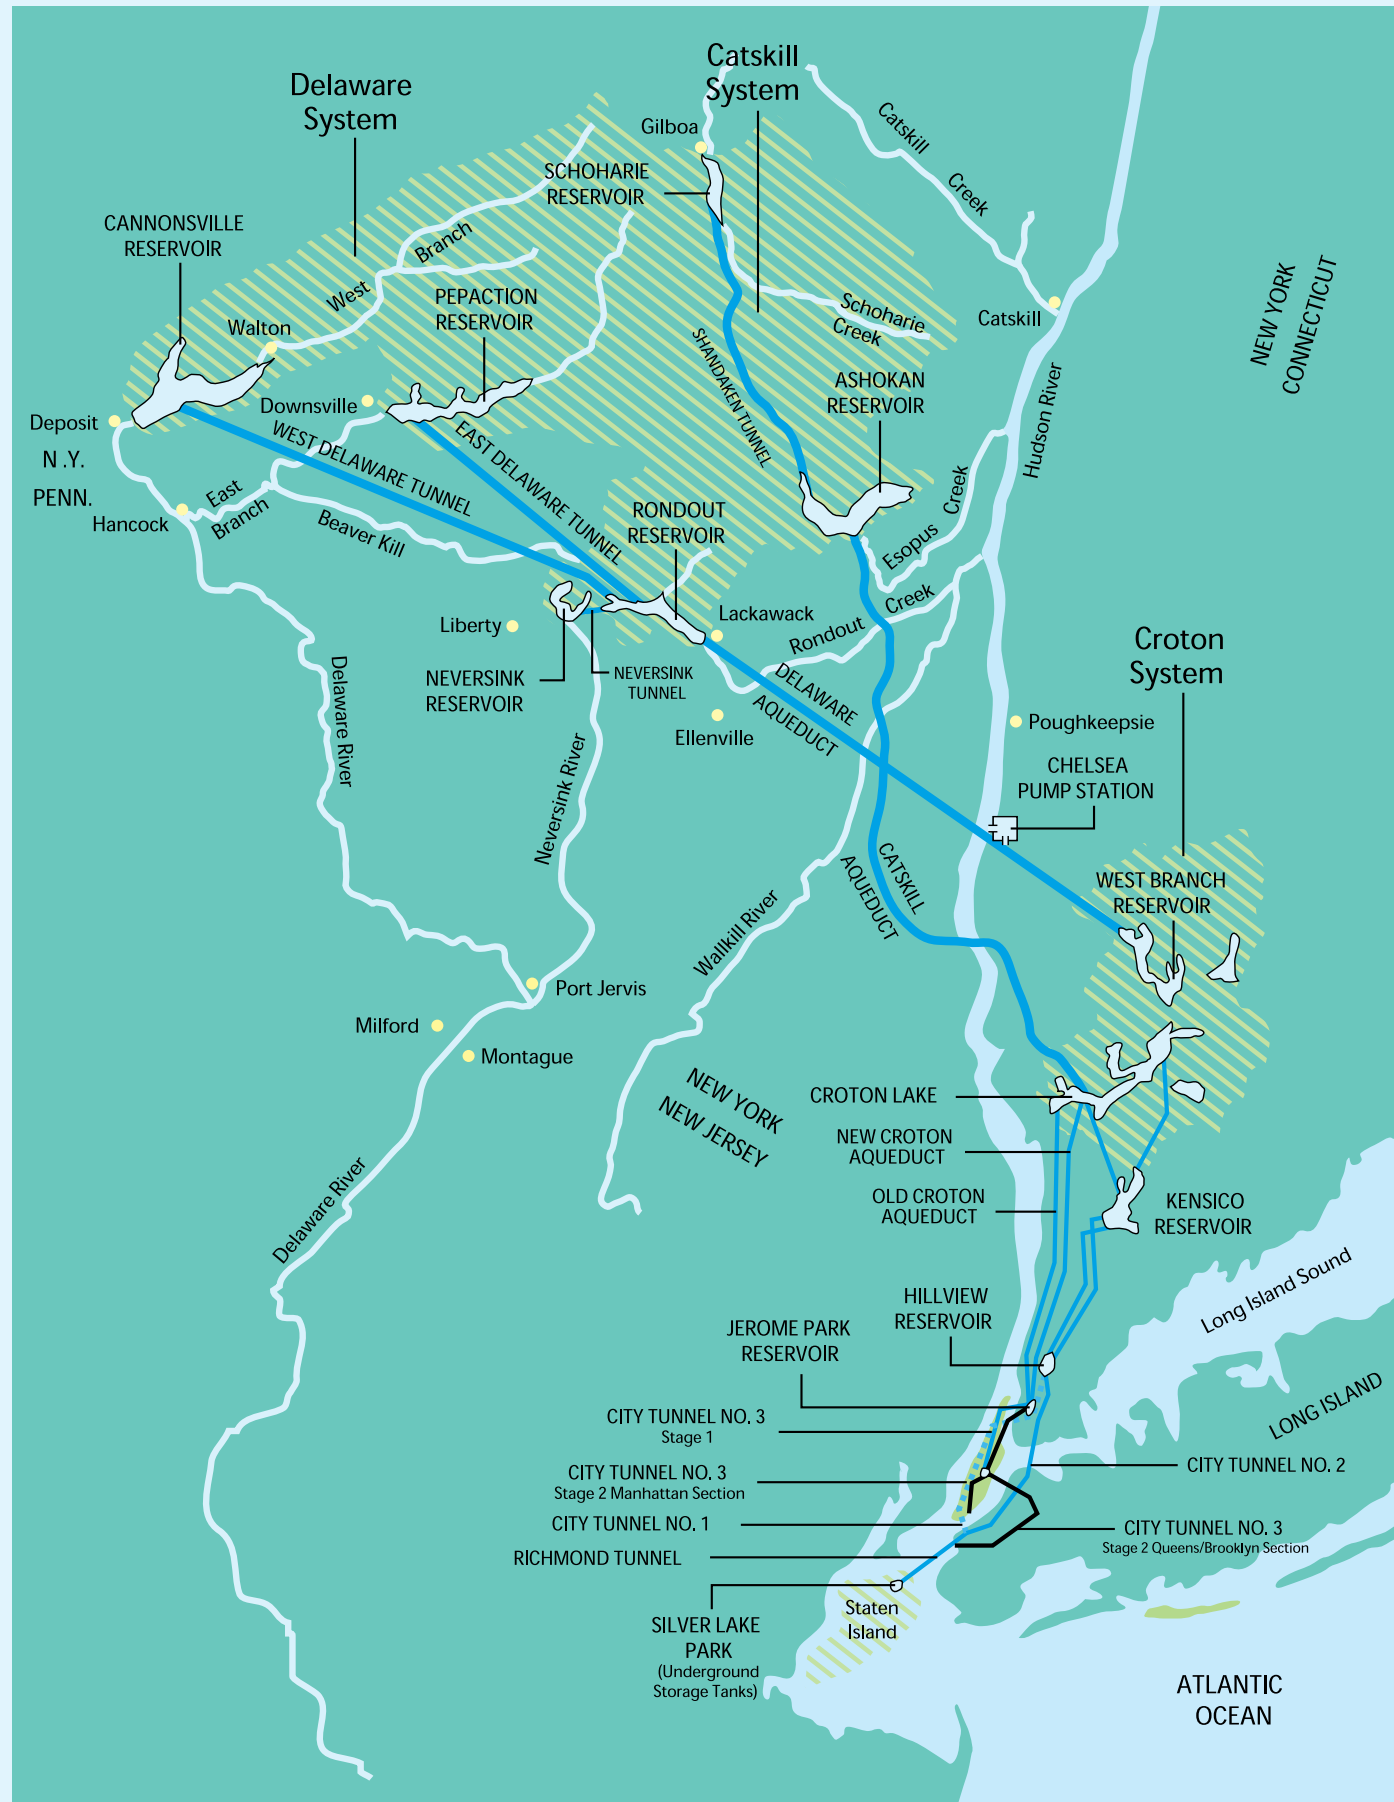 Catskill
System
Delaware
System
Gilboa
Catskill
Creek
SCHOHARIE
RESERVOIR
CANNONSVILLE
RESERVOIR
West
Branch
PEPACTION
RESERVOIR
Walton
Schoharie
Creek
Catskill
NEW YORK
CONNECTICUT
SHANDAKEN TUNNEL
Hudson River
ASHOKAN
RESERVOIR
Downsville
Deposit
N .Y.
PENN.
WEST DELAWARE TUNNEL
EAST DELAWARE TUNNEL
Hancock
East
Branch
Beaver Kill
RONDOUT
RESERVOIR
Esopus
Creek
Rondout
Creek
Liberty
Lackawack
NEVERSINK
RESERVOIR
NEVERSINK
TUNNEL
Croton
System
DELAWARE
AQUEDUCT
Ellenville
Poughkeepsie
Delaware River
Neversink River
CHELSEA
PUMP STATION
CATSKILL
AQUEDUCT
WEST BRANCH
RESERVOIR
Wallkill River
Port Jervis
Milford
Montague
NEW YORK
NEW JERSEY
CROTON LAKE
NEW CROTON
AQUEDUCT
OLD CROTON
AQUEDUCT
KENSICO
RESERVOIR
Delaware River
Long Island Sound
HILLVIEW
RESERVOIR
JEROME PARK
RESERVOIR
LONG ISLAND
CITY TUNNEL NO. 3
Stage 1
CITY TUNNEL NO. 2
CITY TUNNEL NO. 3
Stage 2 Manhattan Section
CITY TUNNEL NO. 1
CITY TUNNEL NO. 3
Stage 2 Queens/Brooklyn Section
RICHMOND TUNNEL
Staten
Island
SILVER LAKE
PARK
(Underground
Storage Tanks)
ATLANTIC
OCEAN